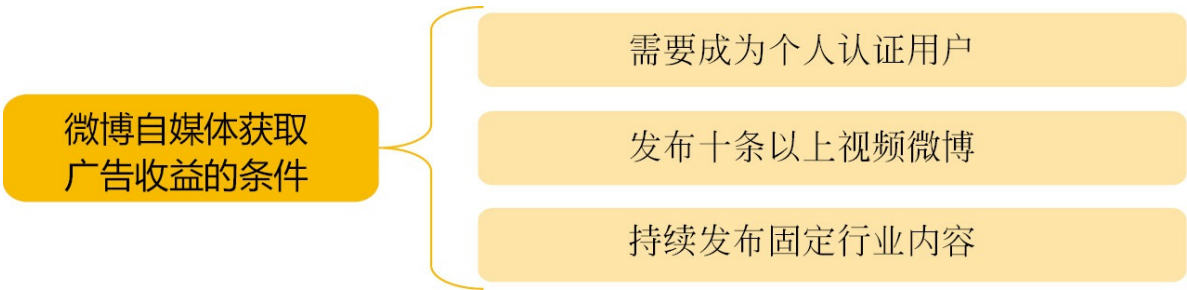 微博自媒体获取
广告收益的条件
需要成为个人认证用户
发布十条以上视频微博
持续发布固定行业内容